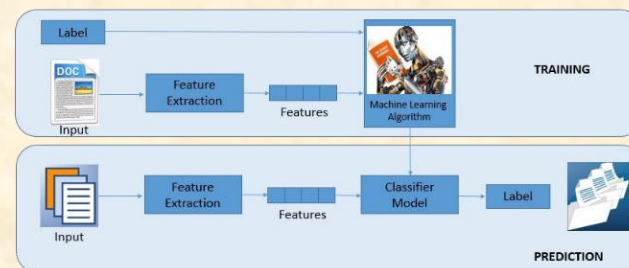 Label
DOC
Input
Feature
Extraction
Features
Machine Learning
Algorithm
TRAINING
Input
Feature
Extraction
Features
Classifier
Model
Label
PREDICTION